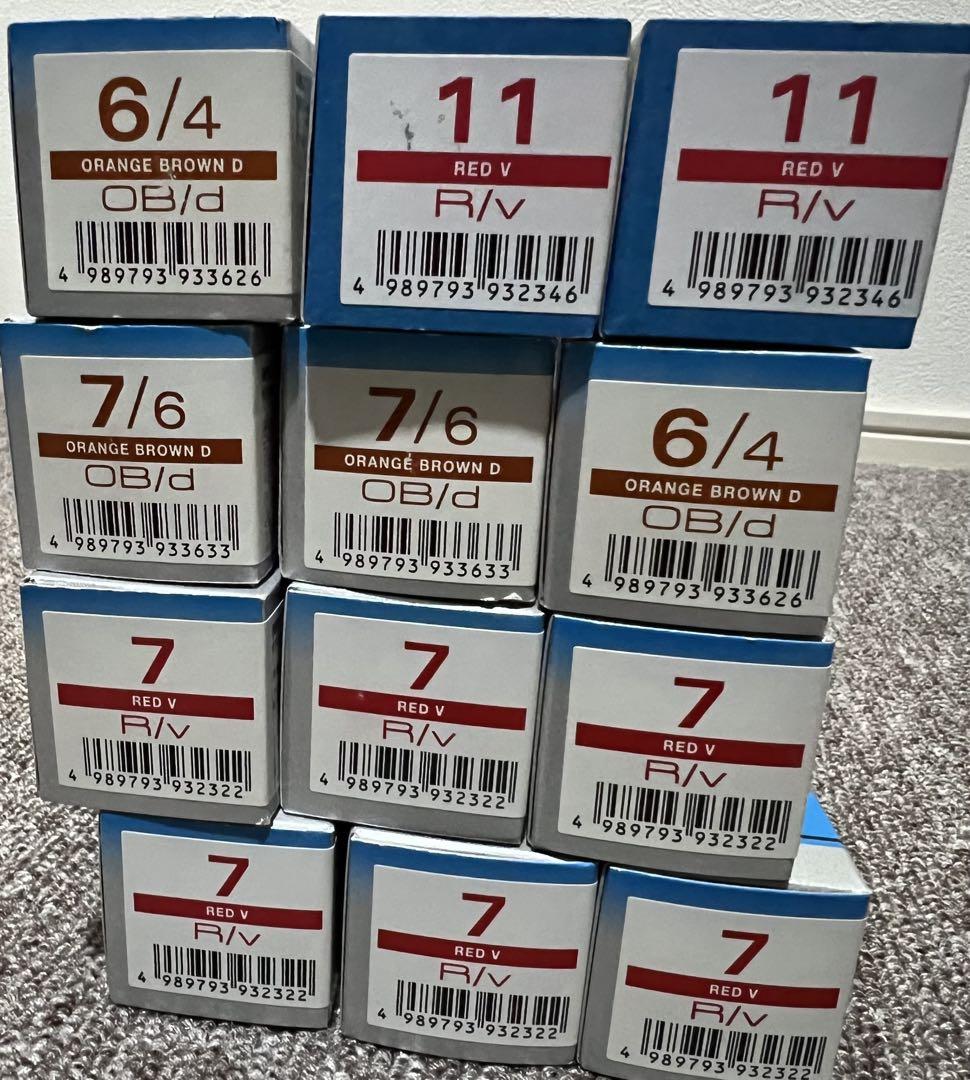 6/4
ORANGE BROWN D
OB/d
4 989793 933626
11
RED V
R/v
4 989793 932346
11
RED V
R/v
4 989793 932346
7/6
ORANGE BROWN D
OB/d
4 989793 933633
7/6
ORANGE BROWN D
OB/d
4 989793 933633
6/4
ORANGE BROWN D
OB/d
4 989793 933626
7
RED V
R/v
4 989793 932322
7
RED V
R/v
4 989793 932322
7
RED V
R/v
4 989793 932322
7
RED V
R/v
4 989793 932322
7
RED V
R/v
4 989793 932322
7
RED V
R/v
4 989793 932322